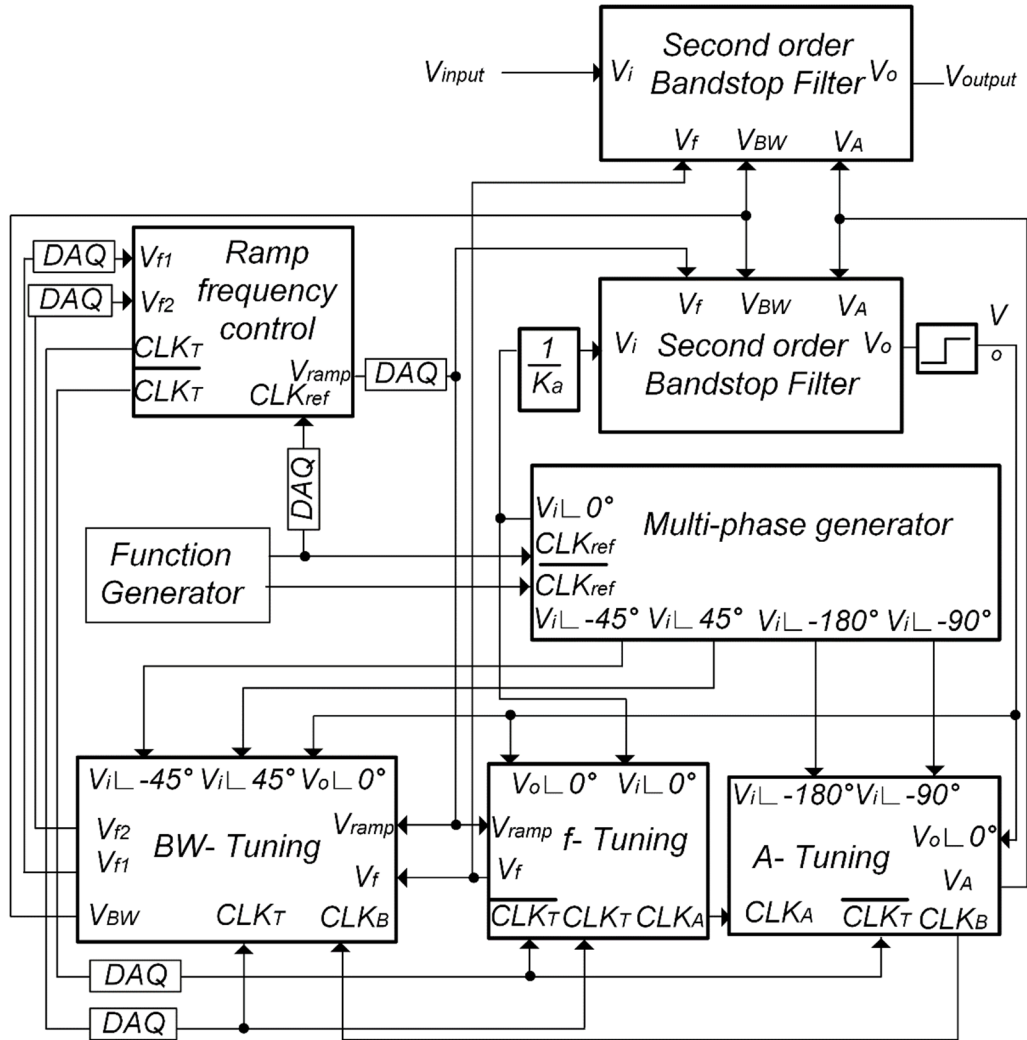 Second order
Bandstop Filter
Vinput
Vi
Vo
Voutput
Vf VBW VA
DAQ
Vf1
DAQ
Vf2
CLKT
C̅L̅K̅T̅
Ramp
frequency
control
Vramp
CLKref
DAQ
DAQ
1
Ka
Vf VBW VA
Vi
Second order
Bandstop Filter
Vo
V
o
Function
Generator
Multi-phase generator
Vi∟0°
CLKref
C̅L̅K̅r̅e̅f̅
Vi∟-45° Vi∟45° Vi∟-180° Vi∟-90°
Vi∟-45° Vi∟45° Vo∟0°
Vf2
Vf1
BW- Tuning
Vramp
Vf
VBW CLKT CLKB
Vo∟0° Vi∟0°
Vramp
f- Tuning
Vf
C̅L̅K̅T̅ CLKT CLKA
Vi∟-180° Vi∟-90°
Vo∟0°
A- Tuning
VA
CLKA C̅L̅K̅T̅ CLKB
DAQ
DAQ